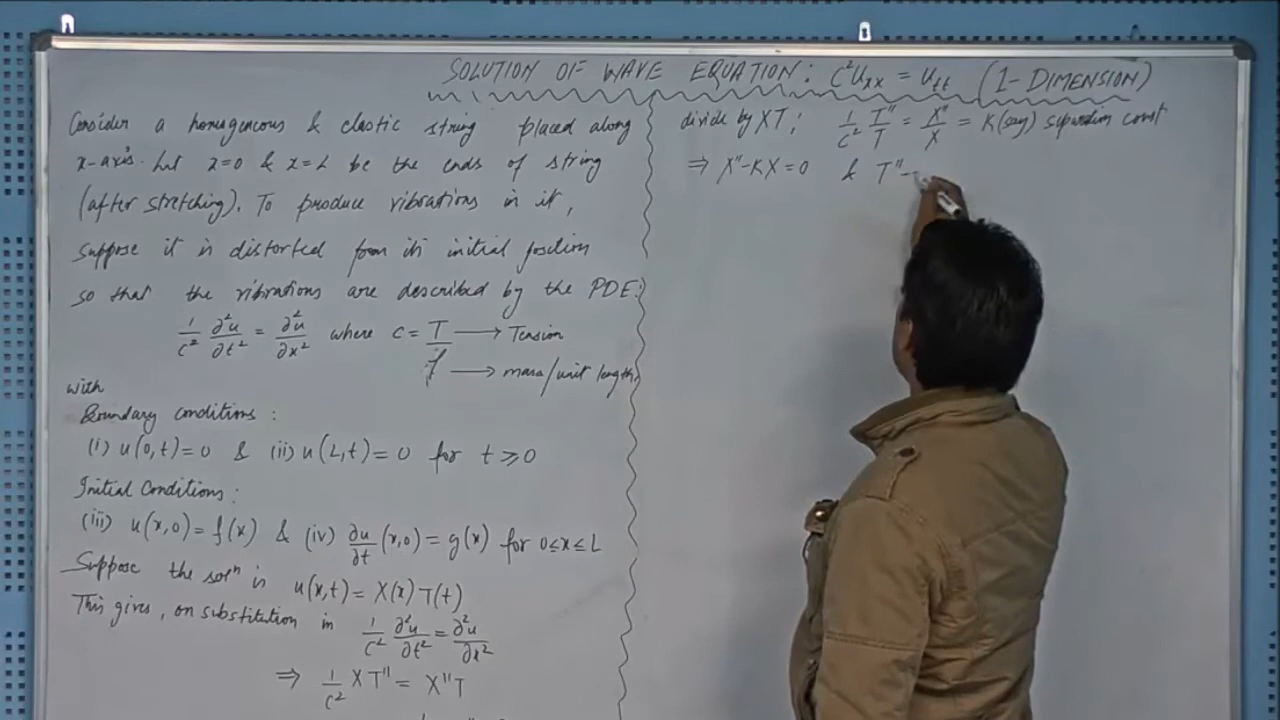 SOLUTION OF WAVE EQUATION: C²Uxx = Utt (1-DIMENSION)
Consider a homogeneous & elastic string placed along
x-axis. Let x=0 & x=L be the ends of string
(after stretching). To produce vibrations in it,
suppose it is distorted from its initial position
so that the vibrations are described by the PDE:
1/c² ∂²u/∂t² = ∂²u/∂x² where c = T/ρ
T → Tension
ρ → mass/unit length
with
Boundary conditions:
(i) u(0,t)=0 & (ii) u(L,t)=0 for t ≥ 0
Initial Conditions:
(iii) u(x,0)=f(x) & (iv) ∂u/∂t (x,0) = g(x) for 0≤x≤L
Suppose the solⁿ is u(x,t) = X(x) T(t)
This gives, on substitution in 1/c² ∂²u/∂t² = ∂²u/∂x²
⇒ 1/c² X T" = X"T
divide by XT; 1/c² T"/T = X"/X = K (say) separation const
⇒ X"-KX=0 & T" -